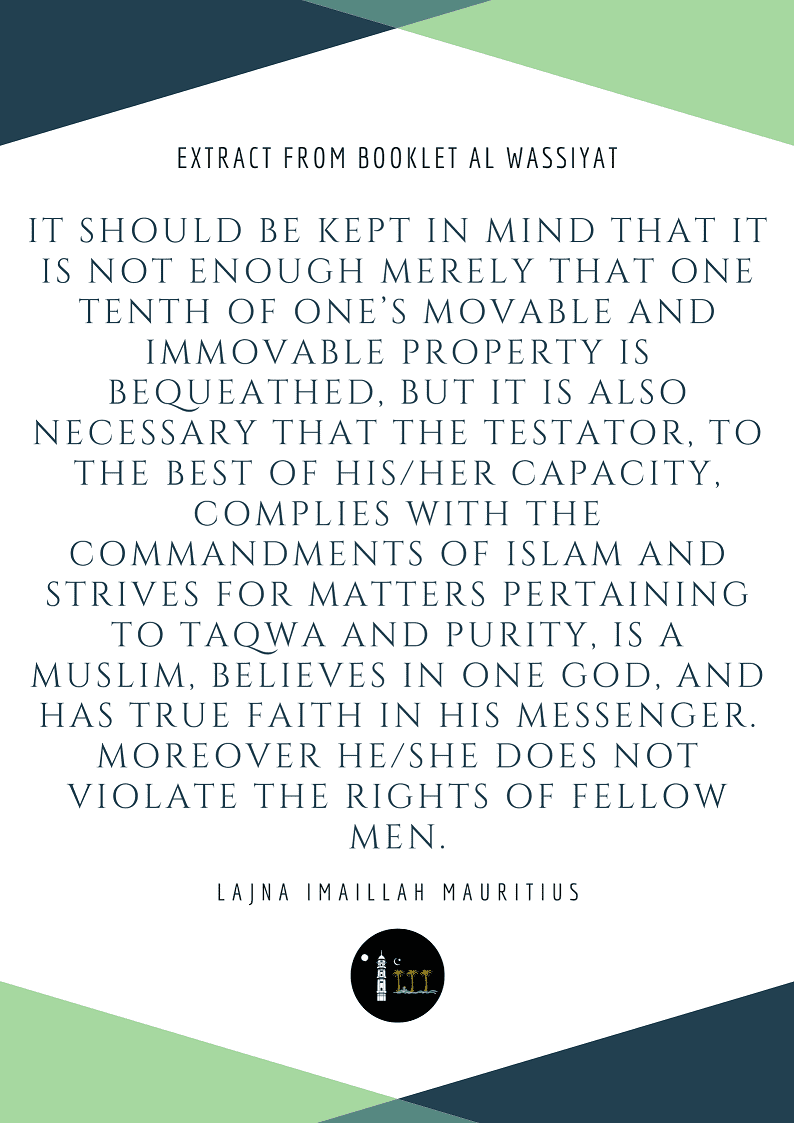 EXTRACT FROM BOOKLET AL WASSIYAT
IT SHOULD BE KEPT IN MIND THAT IT
IS NOT ENOUGH MERELY THAT ONE
TENTH OF ONE’S MOVABLE AND
IMMOVABLE PROPERTY IS
BEQUEATHED, BUT IT IS ALSO
NECESSARY THAT THE TESTATOR, TO
THE BEST OF HIS/HER CAPACITY,
COMPLIES WITH THE
COMMANDMENTS OF ISLAM AND
STRIVES FOR MATTERS PERTAINING
TO TAQWA AND PURITY, IS A
MUSLIM, BELIEVES IN ONE GOD, AND
HAS TRUE FAITH IN HIS MESSENGER.
MOREOVER HE/SHE DOES NOT
VIOLATE THE RIGHTS OF FELLOW
MEN.
LAJNA IMAILLAH MAURITIUS